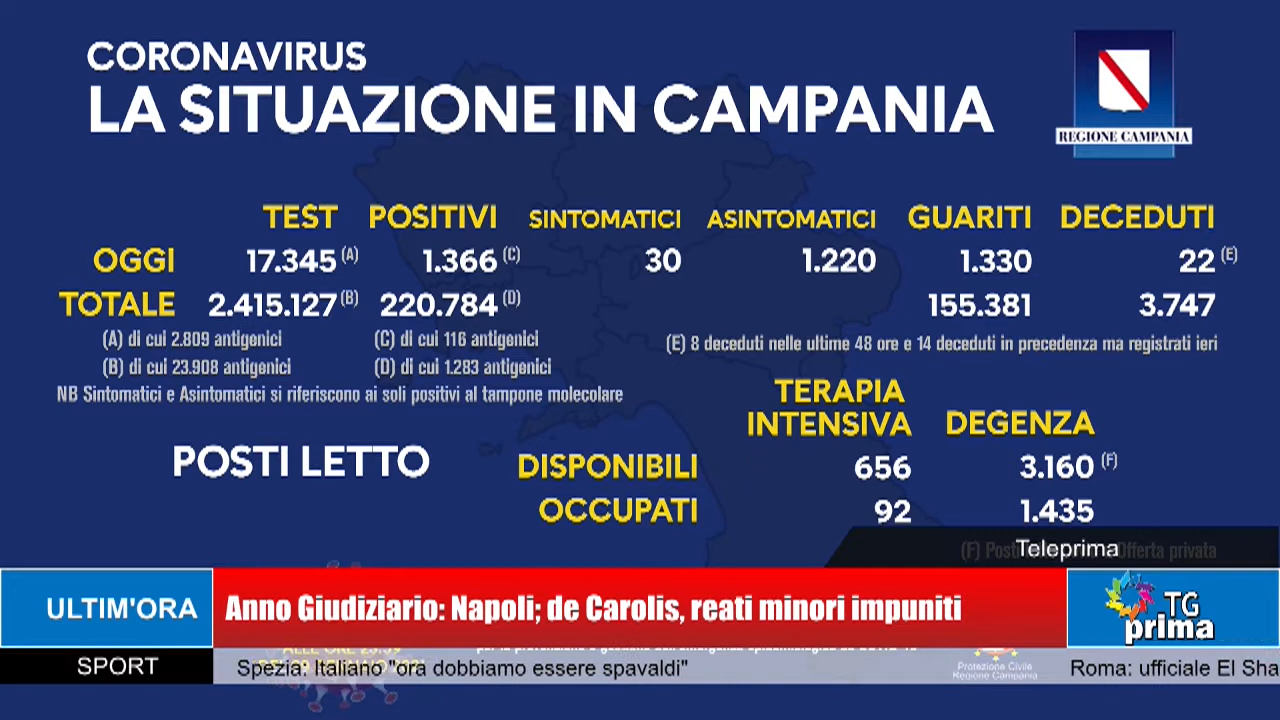 CORONAVIRUS
LA SITUAZIONE IN CAMPANIA
REGIONE CAMPANIA
TEST POSITIVI SINTOMATICI ASINTOMATICI GUARITI DECEDUTI
OGGI 17.345 (A) 1.366 (C) 30 1.220 1.330 22 (E)
TOTALE 2.415.127 (B) 220.784 (D) 155.381 3.747
(A) di cui 2.809 antigenici (C) di cui 116 antigenici (E) 8 deceduti nelle ultime 48 ore e 14 deceduti in precedenza ma registrati ieri
(B) di cui 23.908 antigenici (D) di cui 1.283 antigenici
NB Sintomatici e Asintomatici si riferiscono ai soli positivi al tampone molecolare
TERAPIA
INTENSIVA DEGENZA
POSTI LETTO DISPONIBILI 656 3.160 (F)
OCCUPATI 92 1.435
(F) Offerta privata
Teleprima
ULTIM'ORA Anno Giudiziario: Napoli; de Carolis, reati minori impuniti
TG
prima
SPORT Spezia: Italiano "ora dobbiamo essere spavaldi" Roma: ufficiale El Sha
Protezione Civile
Regione Campania